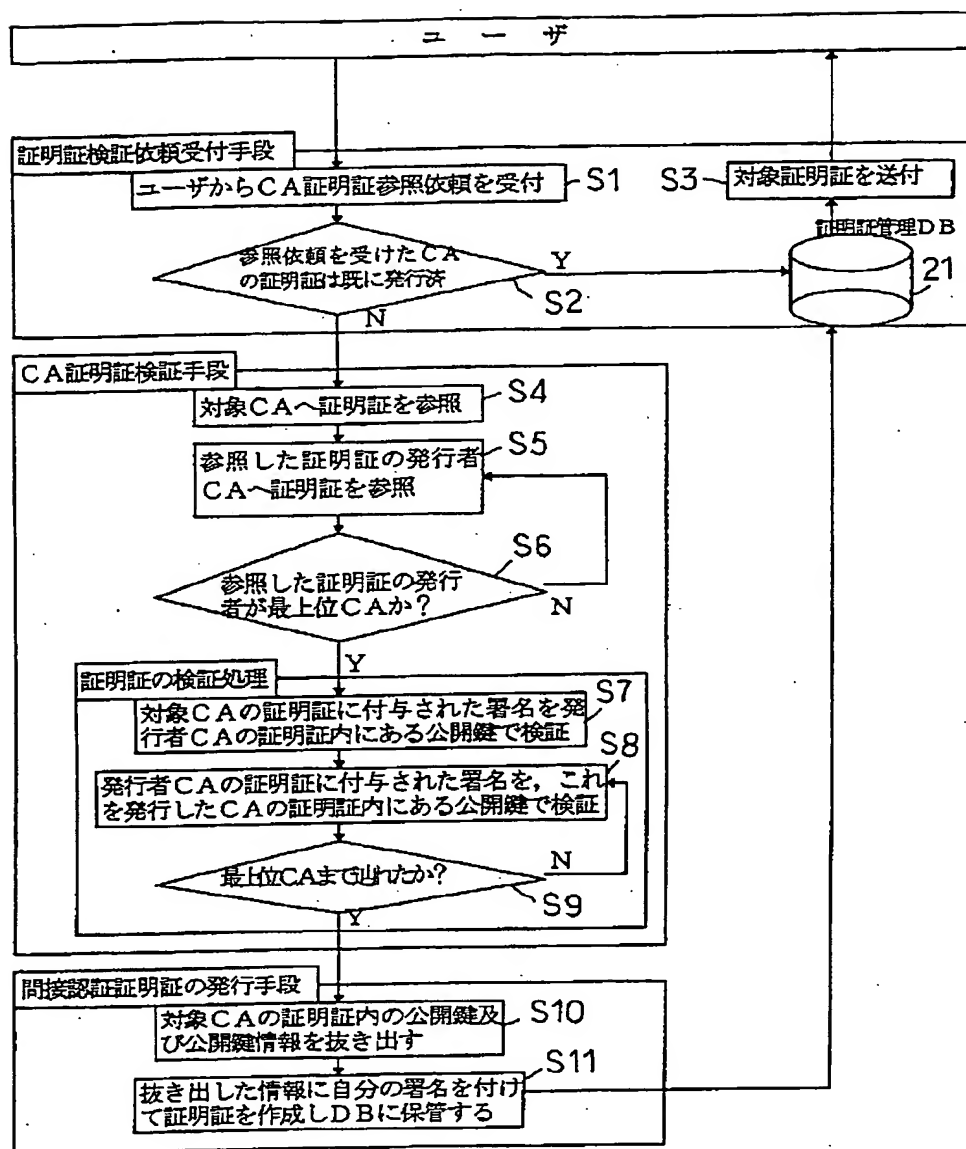 ユーザ
証明証検証依頼受付手段
ユーザからCA証明証参照依頼を受付
S1
S3
対象証明証を送付
証明証管理DB
参照依頼を受けたCA
の証明証は既に発行済
Y
S2
21
N
CA証明証検証手段
対象CAへ証明証を参照
S4
参照した証明証の発行者
CAへ証明証を参照
S5
S6
参照した証明証の発行
者が最上位CAか?
N
Y
証明証の検証処理
対象CAの証明証に付与された署名を発
行者CAの証明証内にある公開鍵で検証
S7
S8
発行者CAの証明証に付与された署名を,これ
を発行したCAの証明証内にある公開鍵で検証
最上位CAまで辿れたか?
N
S9
Y
間接認証証明証の発行手段
対象CAの証明証内の公開鍵及
び公開鍵情報を抜き出す
S10
S11
抜き出した情報に自分の署名を付け
て証明証を作成しDBに保管する